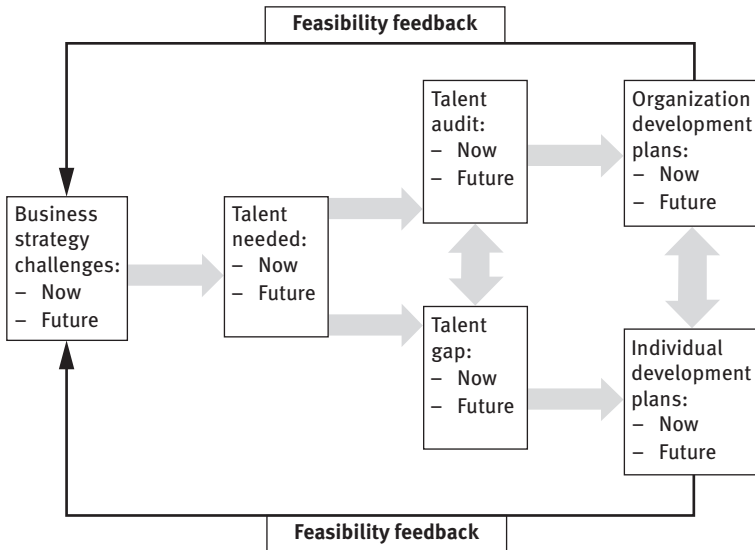 Feasibility feedback
Business
strategy
challenges:
– Now
– Future
Talent
needed:
– Now
– Future
Talent
audit:
– Now
– Future
Talent
gap:
– Now
– Future
Organization
development
plans:
– Now
– Future
Individual
development
plans:
– Now
– Future
Feasibility feedback